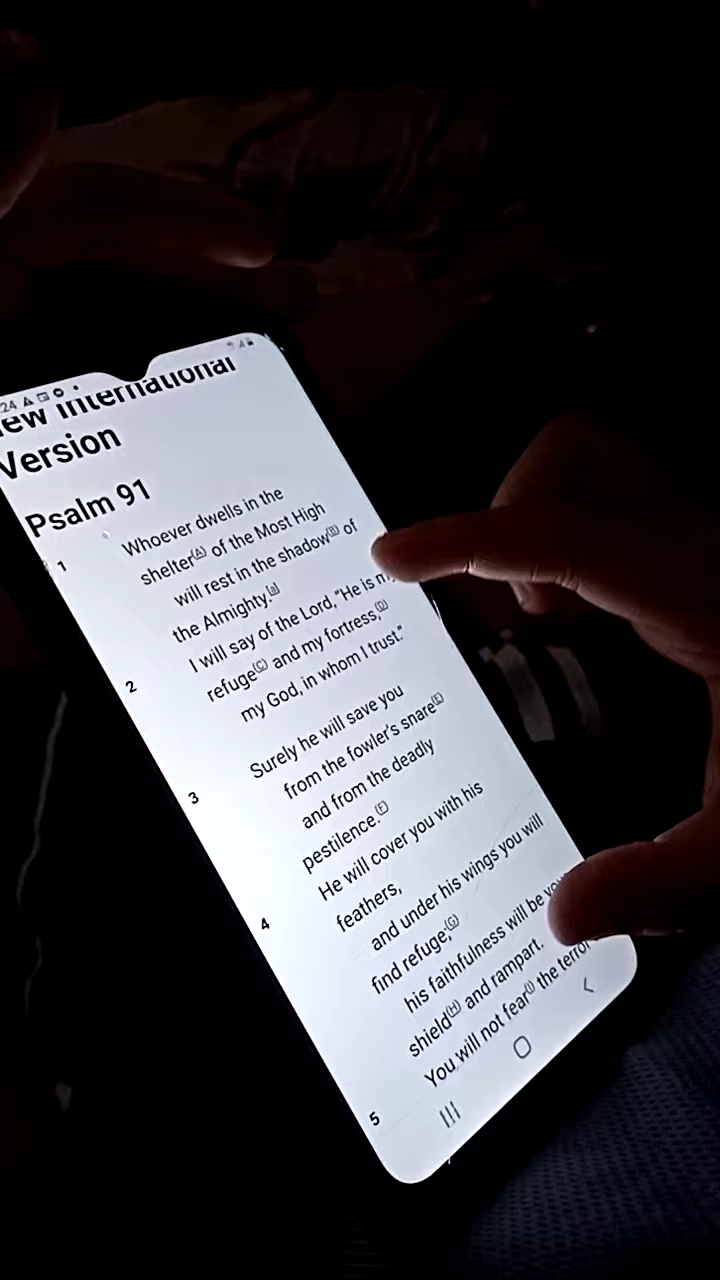 :24
ew International
Version
Psalm 91
1 Whoever dwells in the
shelter[A] of the Most High
will rest in the shadow[B] of
the Almighty.[a]
2 I will say of the Lord, “He is m
refuge[C] and my fortress,[D]
my God, in whom I trust.”
3 Surely he will save you
from the fowler's snare[E]
and from the deadly
pestilence.[F]
4 He will cover you with his
feathers,
and under his wings you will
find refuge;[G]
his faithfulness will be you
shield[H] and rampart.
5 You will not fear[I] the terror